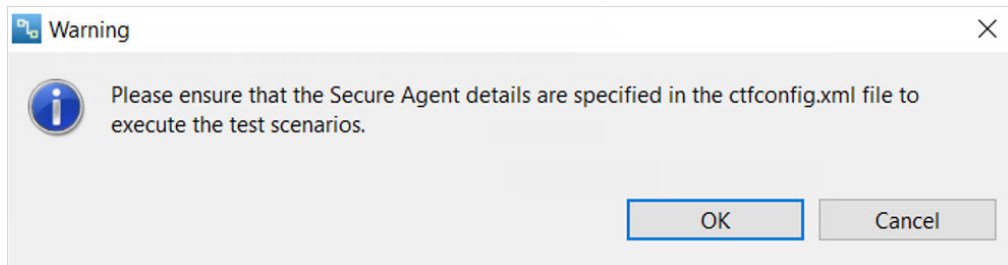 Warning
Please ensure that the Secure Agent details are specified in the ctfconfig.xml file to
execute the test scenarios.
OK
Cancel